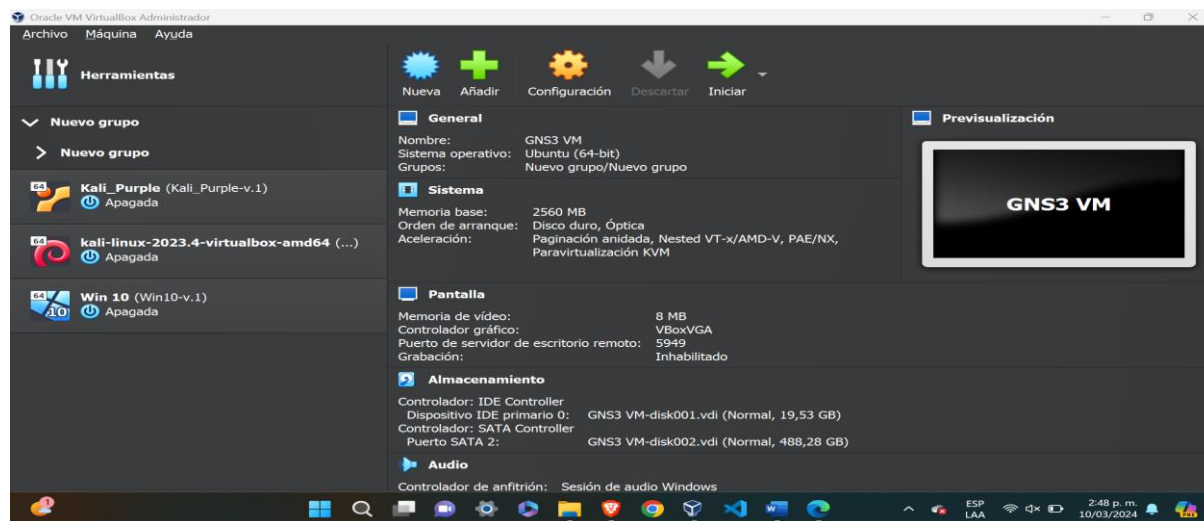 Oracle VM VirtualBox Administrador
Archivo Máquina Ayuda
Herramientas
Nueva Añadir Configuración Descartar Iniciar
Nuevo grupo
Nuevo grupo
64 Kali_Purple (Kali_Purple-v.1)
Apagada
64 kali-linux-2023.4-virtualbox-amd64 (...)
Apagada
64 10 Win 10 (Win10-v.1)
Apagada
General
Nombre: GNS3 VM
Sistema operativo: Ubuntu (64-bit)
Grupos: Nuevo grupo/Nuevo grupo
Sistema
Memoria base: 2560 MB
Orden de arranque: Disco duro, Óptica
Aceleración: Paginación anidada, Nested VT-x/AMD-V, PAE/NX,
Paravirtualización KVM
Pantalla
Memoria de vídeo: 8 MB
Controlador gráfico: VBoxVGA
Puerto de servidor de escritorio remoto: 5949
Grabación: Inhabilitado
Almacenamiento
Controlador: IDE Controller
Dispositivo IDE primario 0: GNS3 VM-disk001.vdi (Normal, 19,53 GB)
Controlador: SATA Controller
Puerto SATA 2: GNS3 VM-disk002.vdi (Normal, 488,28 GB)
Audio
Controlador de anfitrión: Sesión de audio Windows
Previsualización
GNS3 VM
1
ESP
LAA
2:48 p. m.
10/03/2024